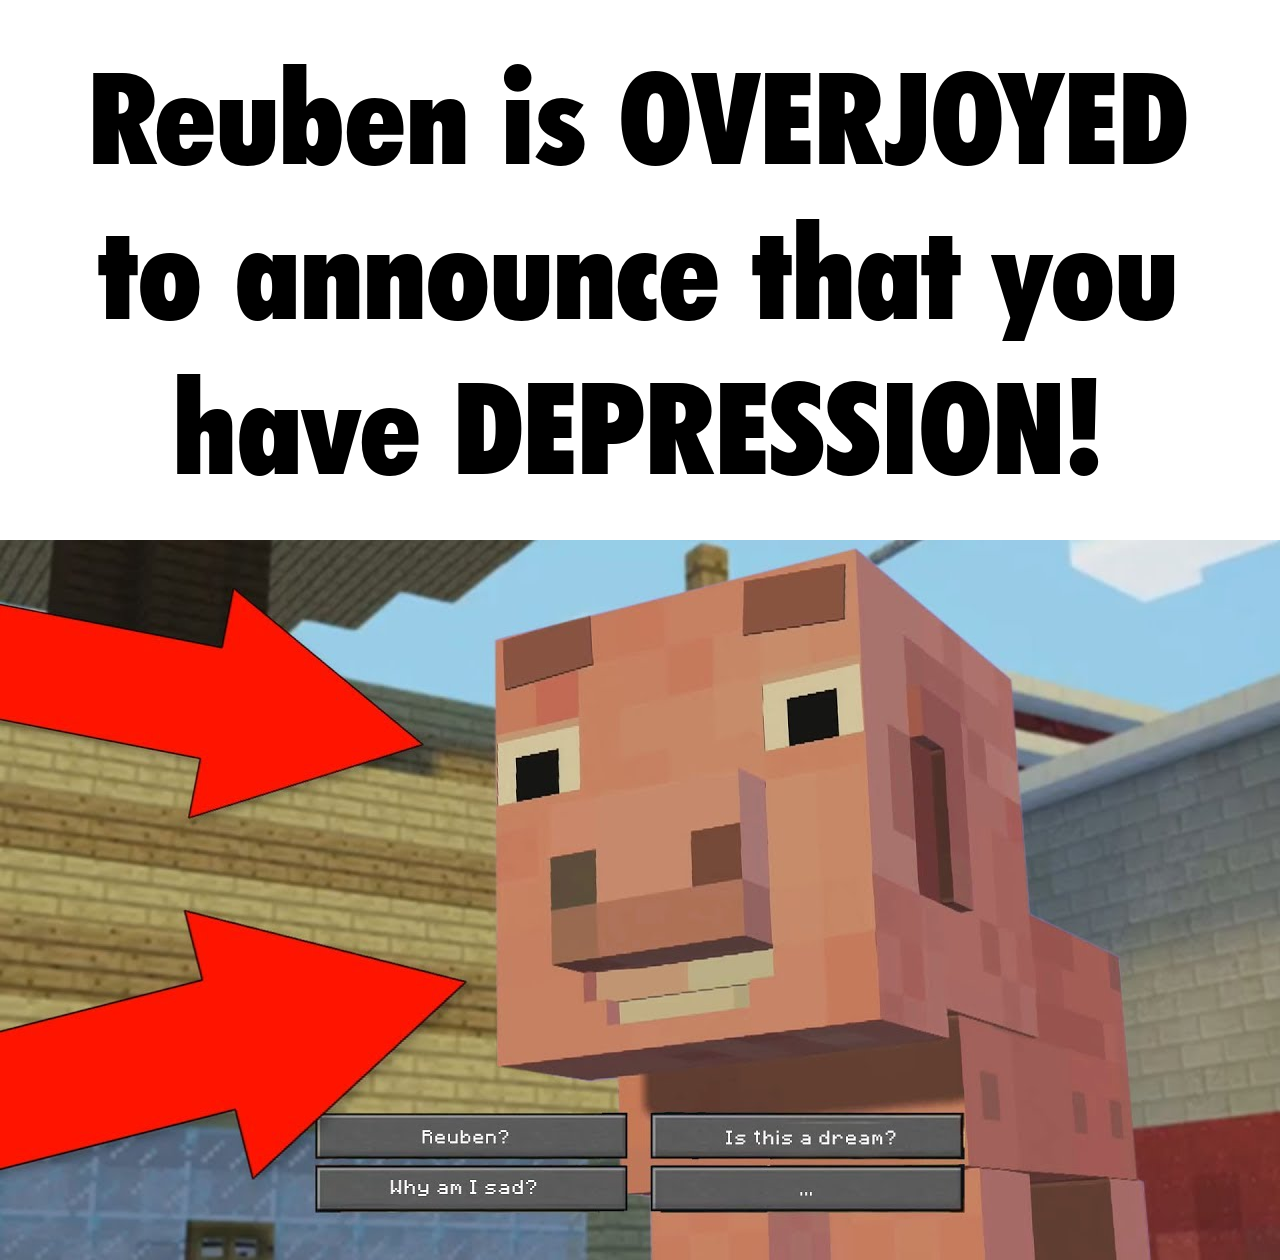 Reuben is OVERJOYED
to announce that you
have DEPRESSION!
Reuben?
Is this a dream?
Why am I sad?
...